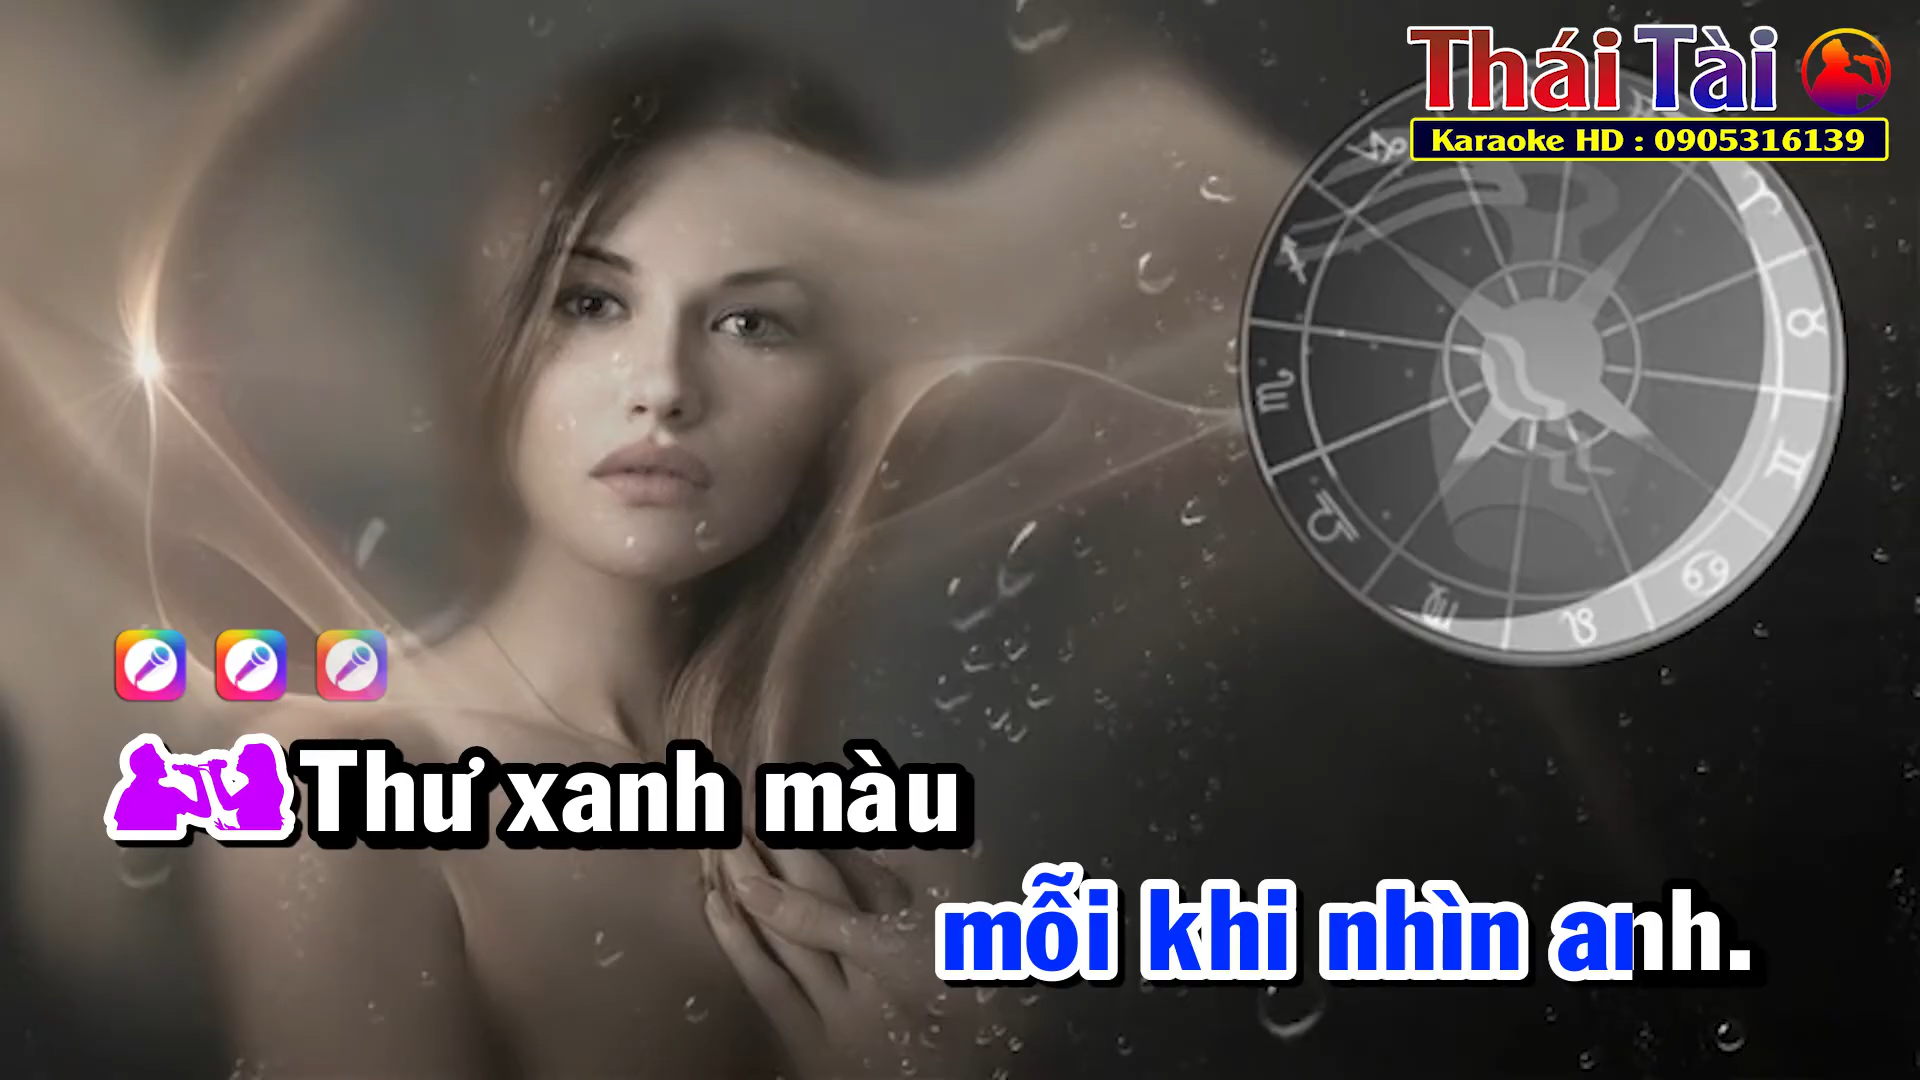 Thái Tài
Karaoke HD : 0905316139
Thư xanh màu
mỗi khi nhìn anh.